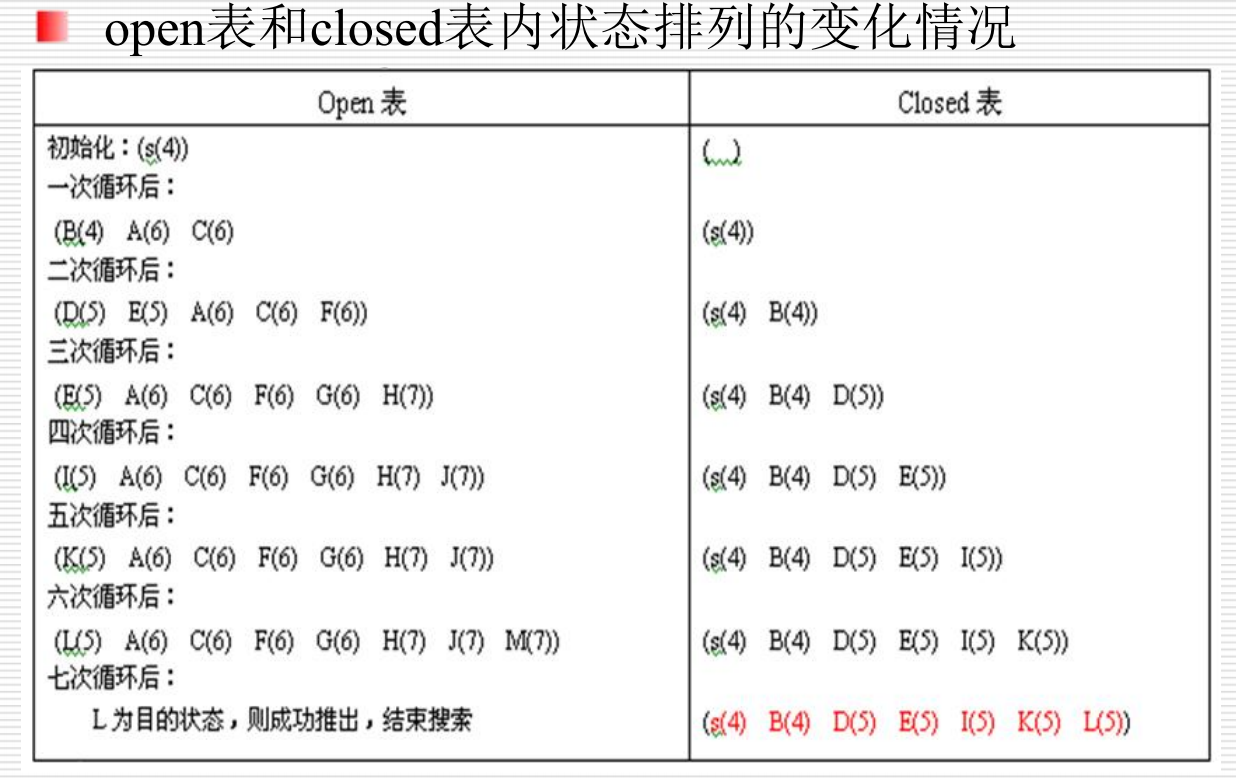 open表和closed表内状态排列的变化情况
Open 表 Closed 表
初始化：(s(4)) ( )
一次循环后：
(B(4) A(6) C(6) (s(4))
二次循环后：
(D(5) E(5) A(6) C(6) F(6)) (s(4) B(4))
三次循环后：
(E(5) A(6) C(6) F(6) G(6) H(7)) (s(4) B(4) D(5))
四次循环后：
(I(5) A(6) C(6) F(6) G(6) H(7) J(7)) (s(4) B(4) D(5) E(5))
五次循环后：
(K(5) A(6) C(6) F(6) G(6) H(7) J(7)) (s(4) B(4) D(5) E(5) I(5))
六次循环后：
(L(5) A(6) C(6) F(6) G(6) H(7) J(7) M(7)) (s(4) B(4) D(5) E(5) I(5) K(5))
七次循环后：
L 为目的状态，则成功推出，结束搜索 (s(4) B(4) D(5) E(5) I(5) K(5) L(5))